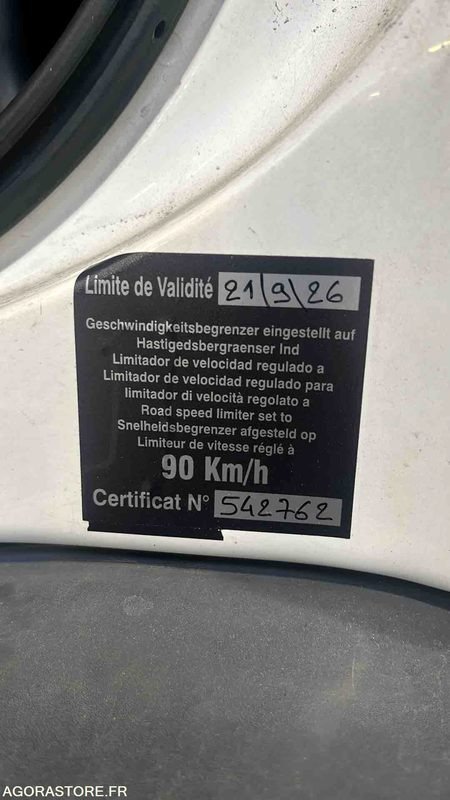 Limite de Validité 21/9/26
Geschwindigkeitsbegrenzer eingestellt auf
Hastigedsbergraenser Ind
Limitador de velocidad regulado a
Limitador de velocidad regulado para
limitador di velocità regolato a
Road speed limiter set to
Snelheidsbegrenzer afgesteld op
Limiteur de vitesse réglé à
90 Km/h
Certificat N° 542762
AGORASTORE.FR